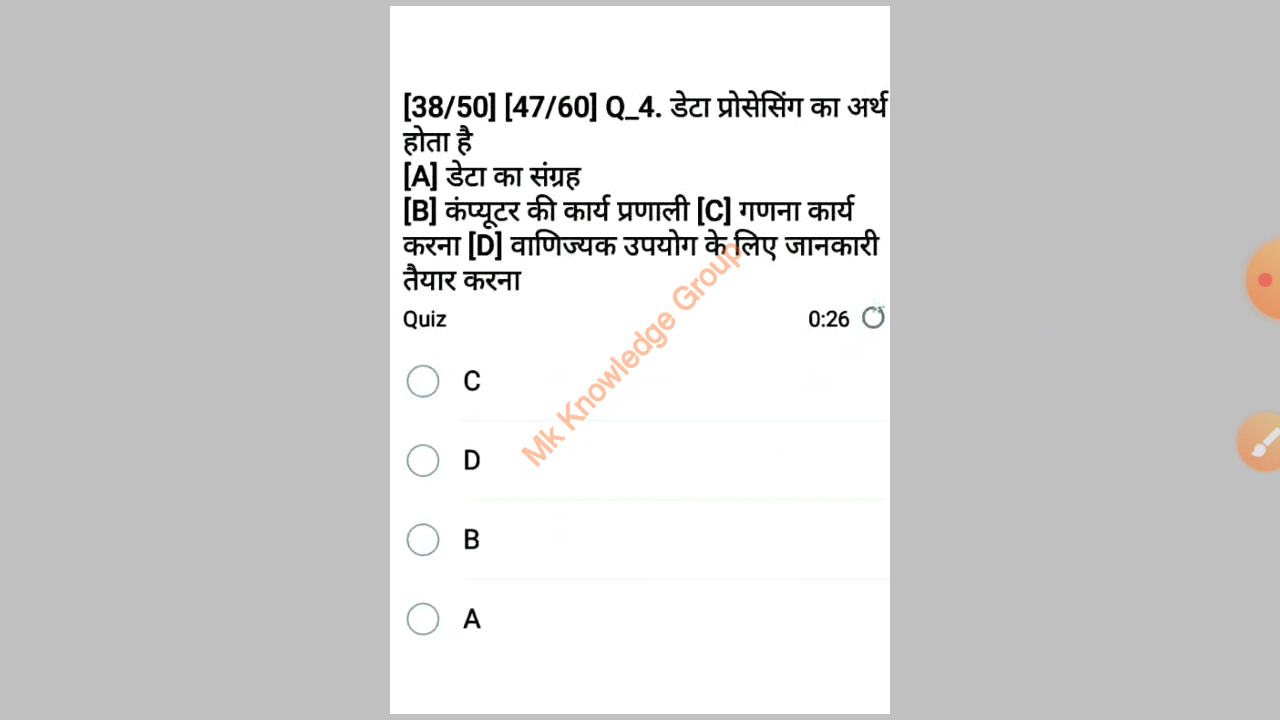 [38/50] [47/60] Q_4. डेटा प्रोसेसिंग का अर्थ
होता है
[A] डेटा का संग्रह
[B] कंप्यूटर की कार्य प्रणाली [C] गणना कार्य
करना [D] वाणिज्यक उपयोग के लिए जानकारी
तैयार करना
Quiz 0:26
C
D
B
A
Mk Knowledge Group